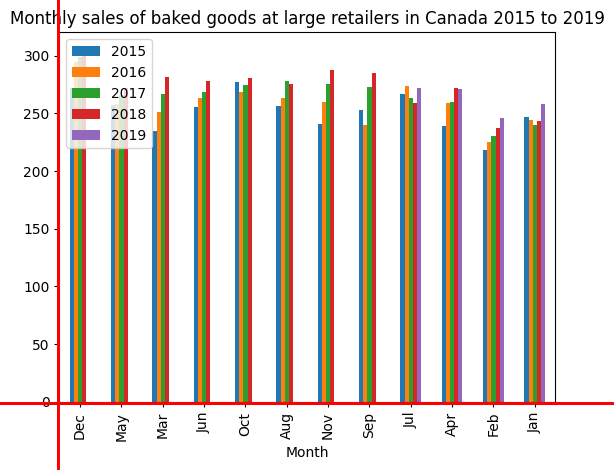 Monthly sales of baked goods at large retailers in Canada 2015 to 2019
2015
2016
2017
2018
2019
300
250
200
150
100
50
0
Dec
May
Mar
Jun
Oct
Aug
Nov
Sep
Jul
Apr
Feb
Jan
Month